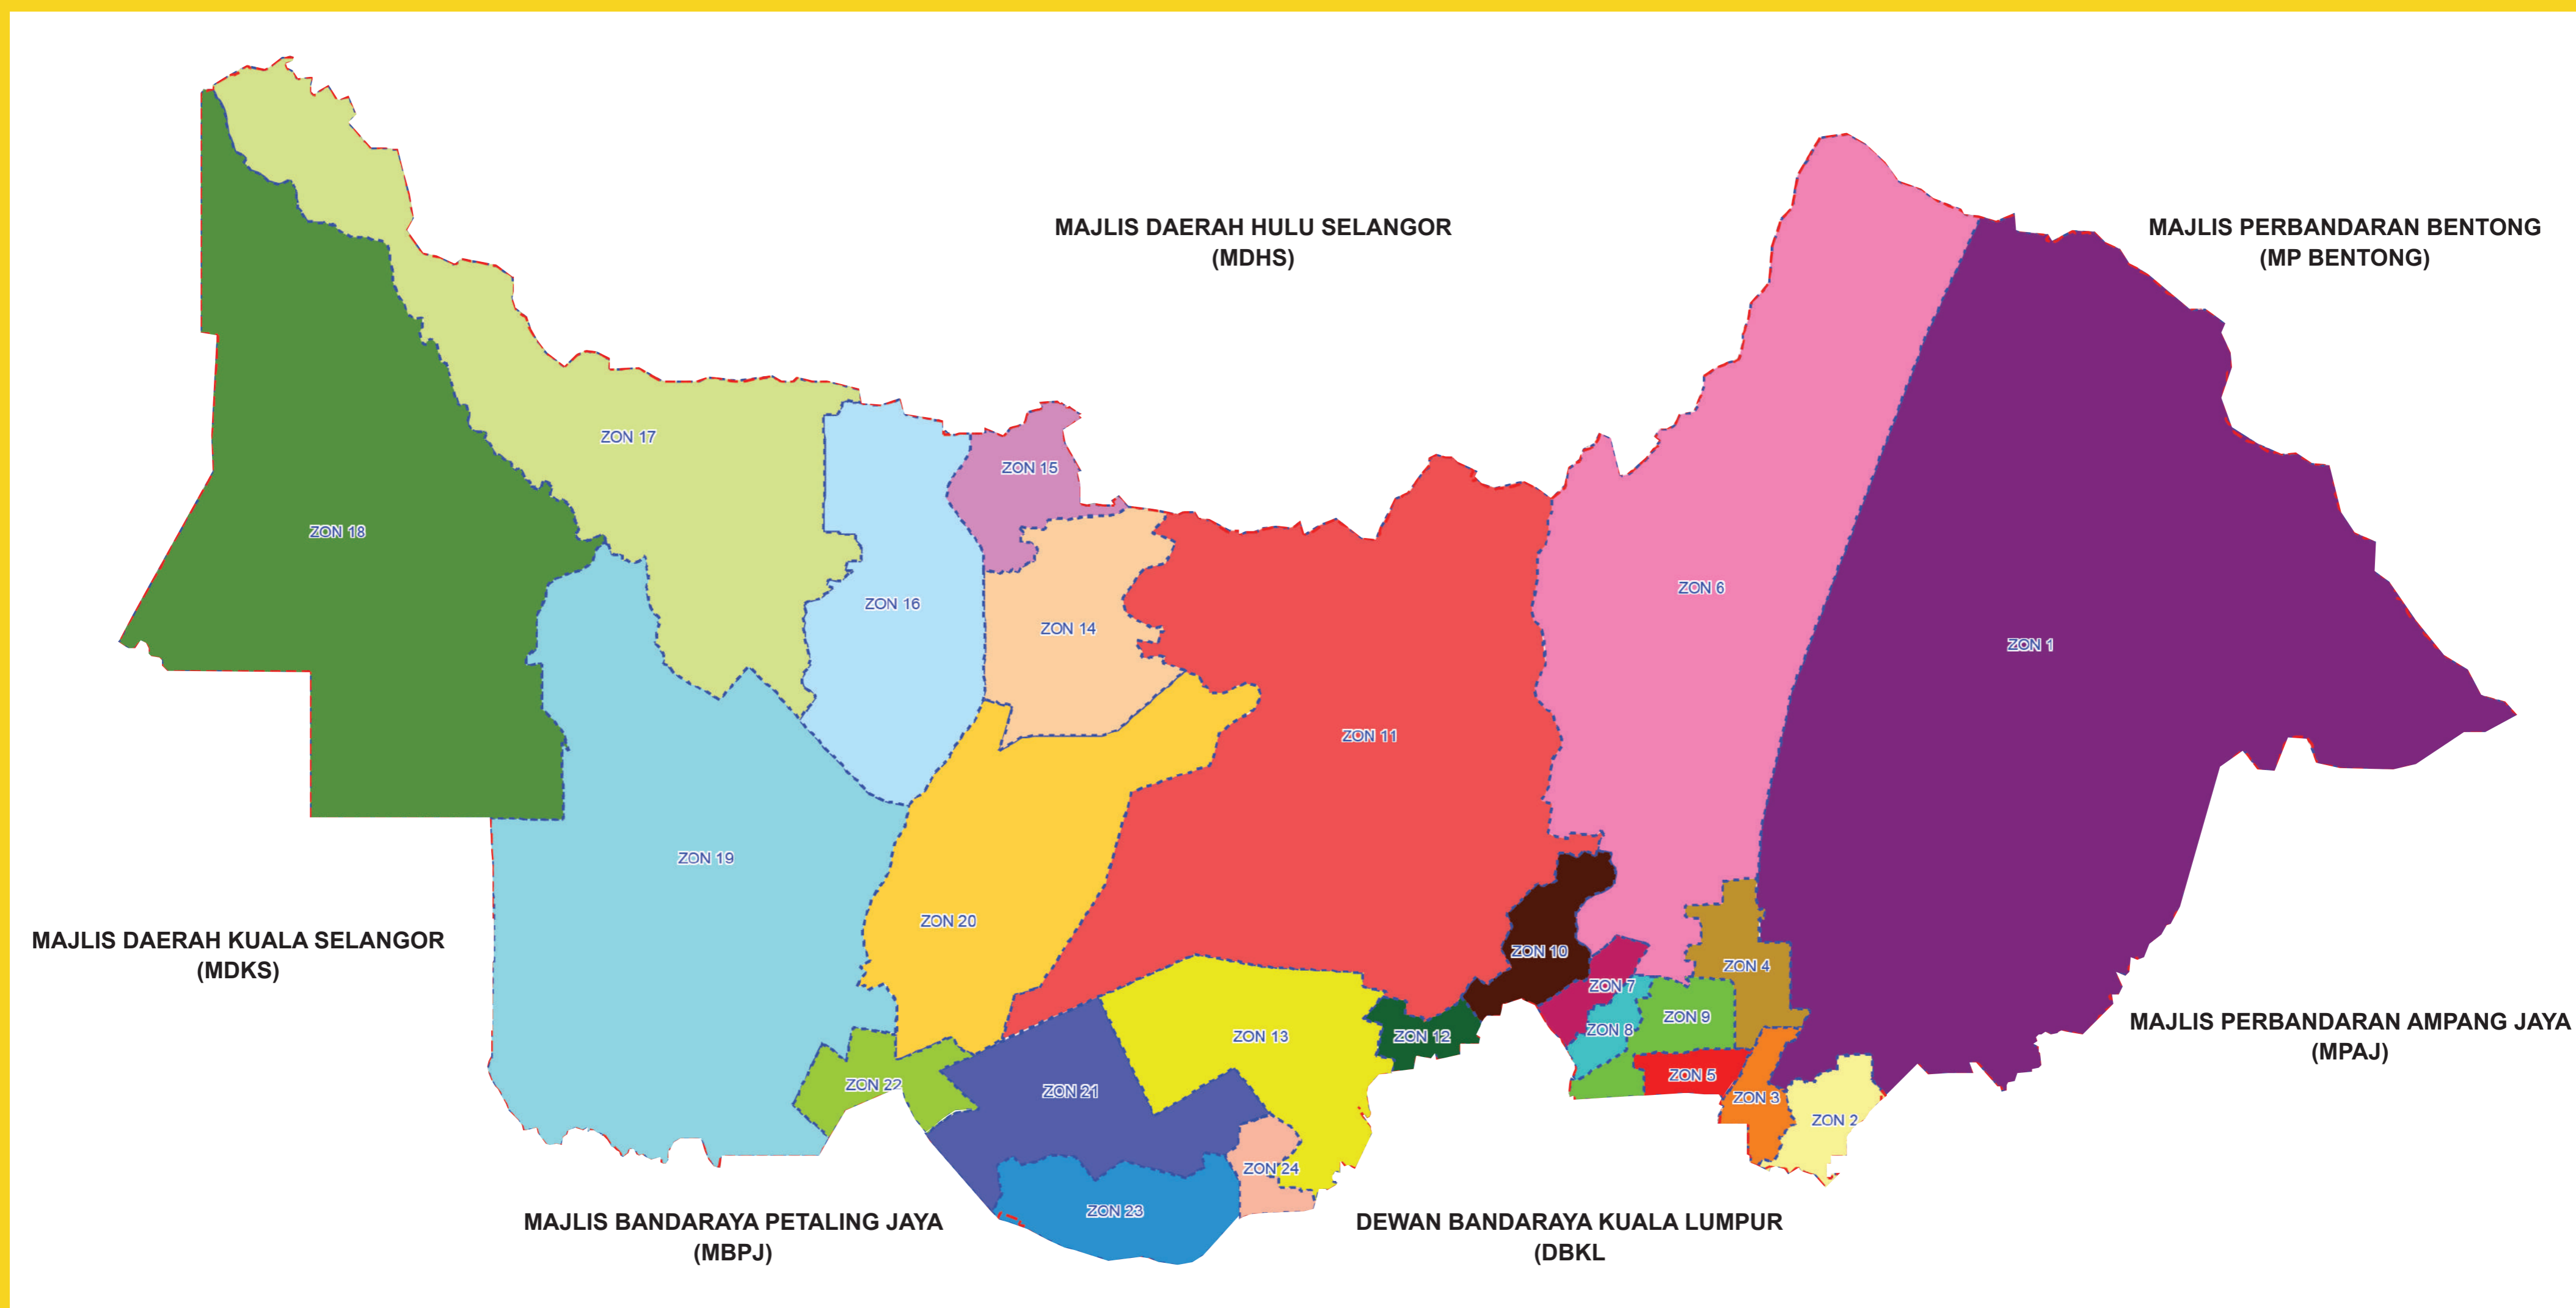 MAJLIS DAERAH HULU SELANGOR
(MDHS)
MAJLIS PERBANDARAN BENTONG
(MP BENTONG)
ZON 17
ZON 15
ZON 18
ZON 6
ZON 16
ZON 14
ZON 1
ZON 11
ZON 19
ZON 20
MAJLIS DAERAH KUALA SELANGOR
(MDKS)
ZON 10
ZON 4
ZON 7
ZON 9
MAJLIS PERBANDARAN AMPANG JAYA
(MPAJ)
ZON 8
ZON 13
ZON 12
ZON 5
ZON 22
ZON 21
ZON 3
ZON 2
ZON 24
ZON 23
MAJLIS BANDARAYA PETALING JAYA
(MBPJ)
DEWAN BANDARAYA KUALA LUMPUR
(DBKL